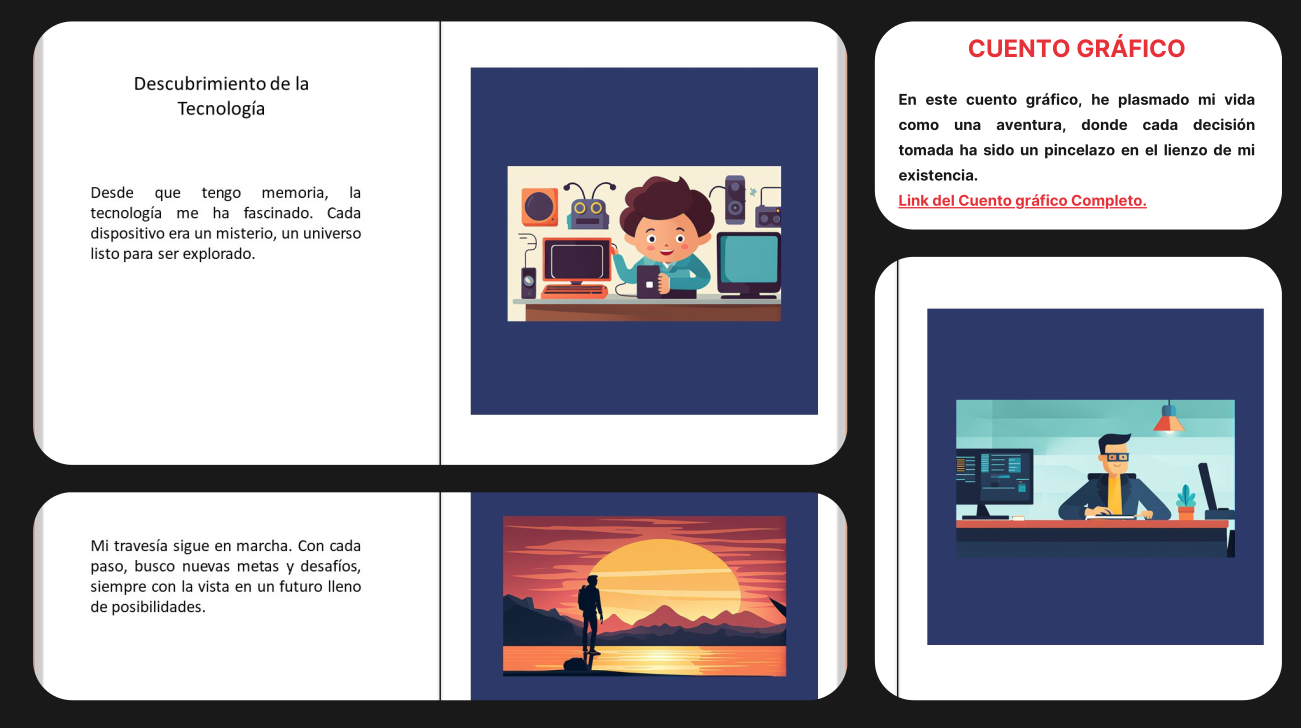 Descubrimiento de la
Tecnología
Desde que tengo memoria, la
tecnología me ha fascinado. Cada
dispositivo era un misterio, un universo
listo para ser explorado.
CUENTO GRÁFICO
En este cuento gráfico, he plasmado mi vida
como una aventura, donde cada decisión
tomada ha sido un pincelazo en el lienzo de mi
existencia.
Link del Cuento gráfico Completo.
Mi travesía sigue en marcha. Con cada
paso, busco nuevas metas y desafíos,
siempre con la vista en un futuro lleno
de posibilidades.